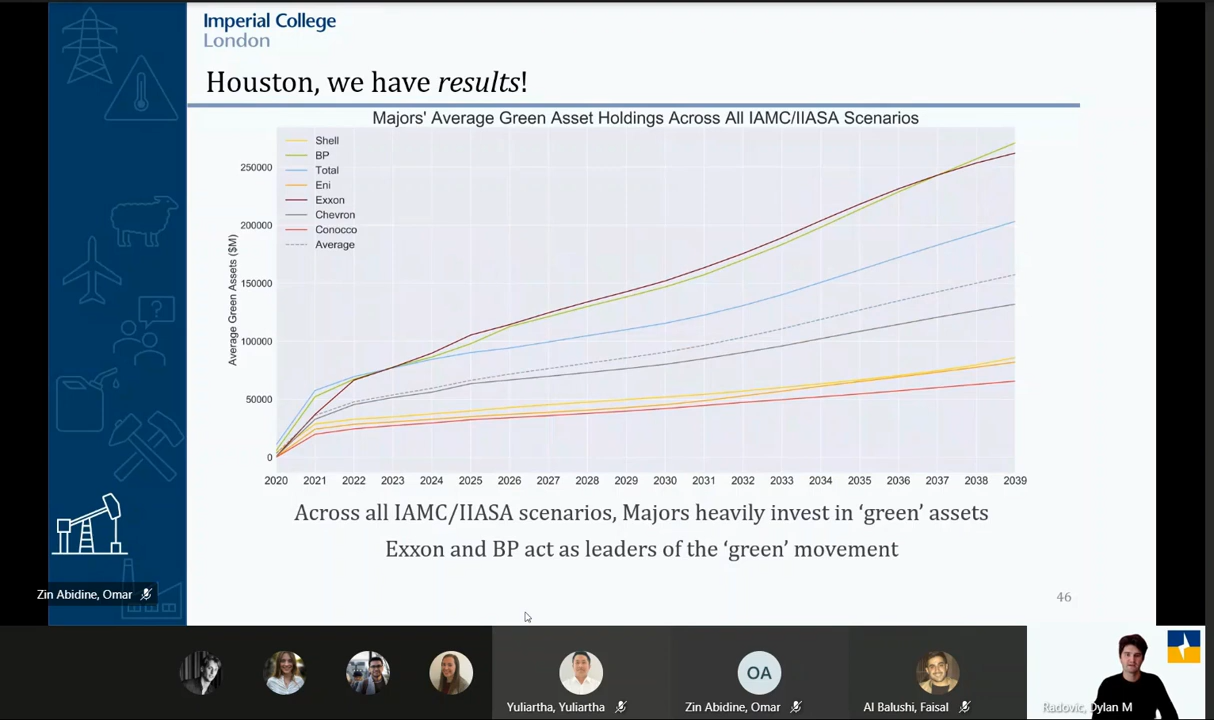 Imperial College
London
Houston, we have results!
Majors' Average Green Asset Holdings Across All IAMC/IIASA Scenarios
Shell
BP
Total
Eni
Exxon
Chevron
Conocco
Average
Average Green Assets ($M)
250000
200000
150000
100000
50000
0
2020 2021 2022 2023 2024 2025 2026 2027 2028 2029 2030 2031 2032 2033 2034 2035 2036 2037 2038 2039
Across all IAMC/IIASA scenarios, Majors heavily invest in ‘green’ assets
Exxon and BP act as leaders of the ‘green’ movement
46
Zin Abidine, Omar
OA
Yuliartha, Yuliartha
Zin Abidine, Omar
Al Balushi, Faisal
Radovic, Dylan M